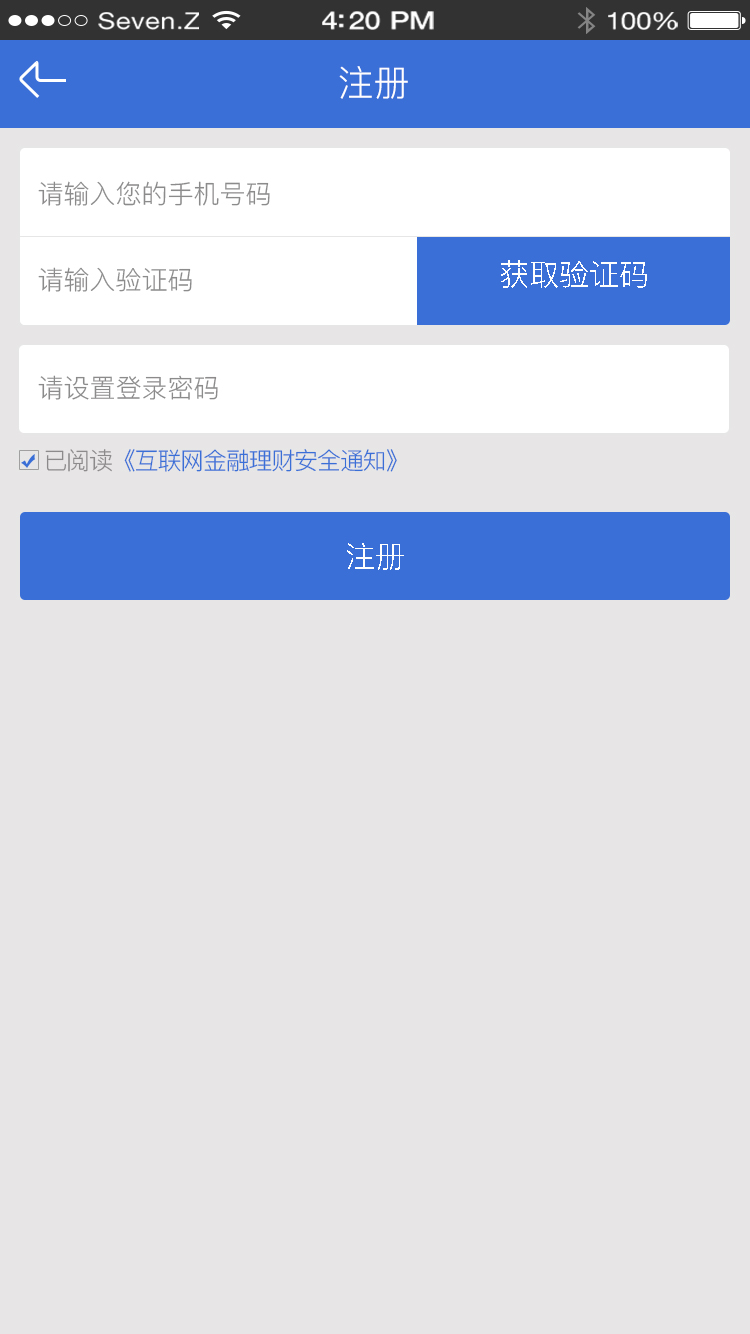 Seven.Z 4:20 PM 100%
注册
请输入您的手机号码
请输入验证码 获取验证码
请设置登录密码
已阅读《互联网金融理财安全通知》
注册